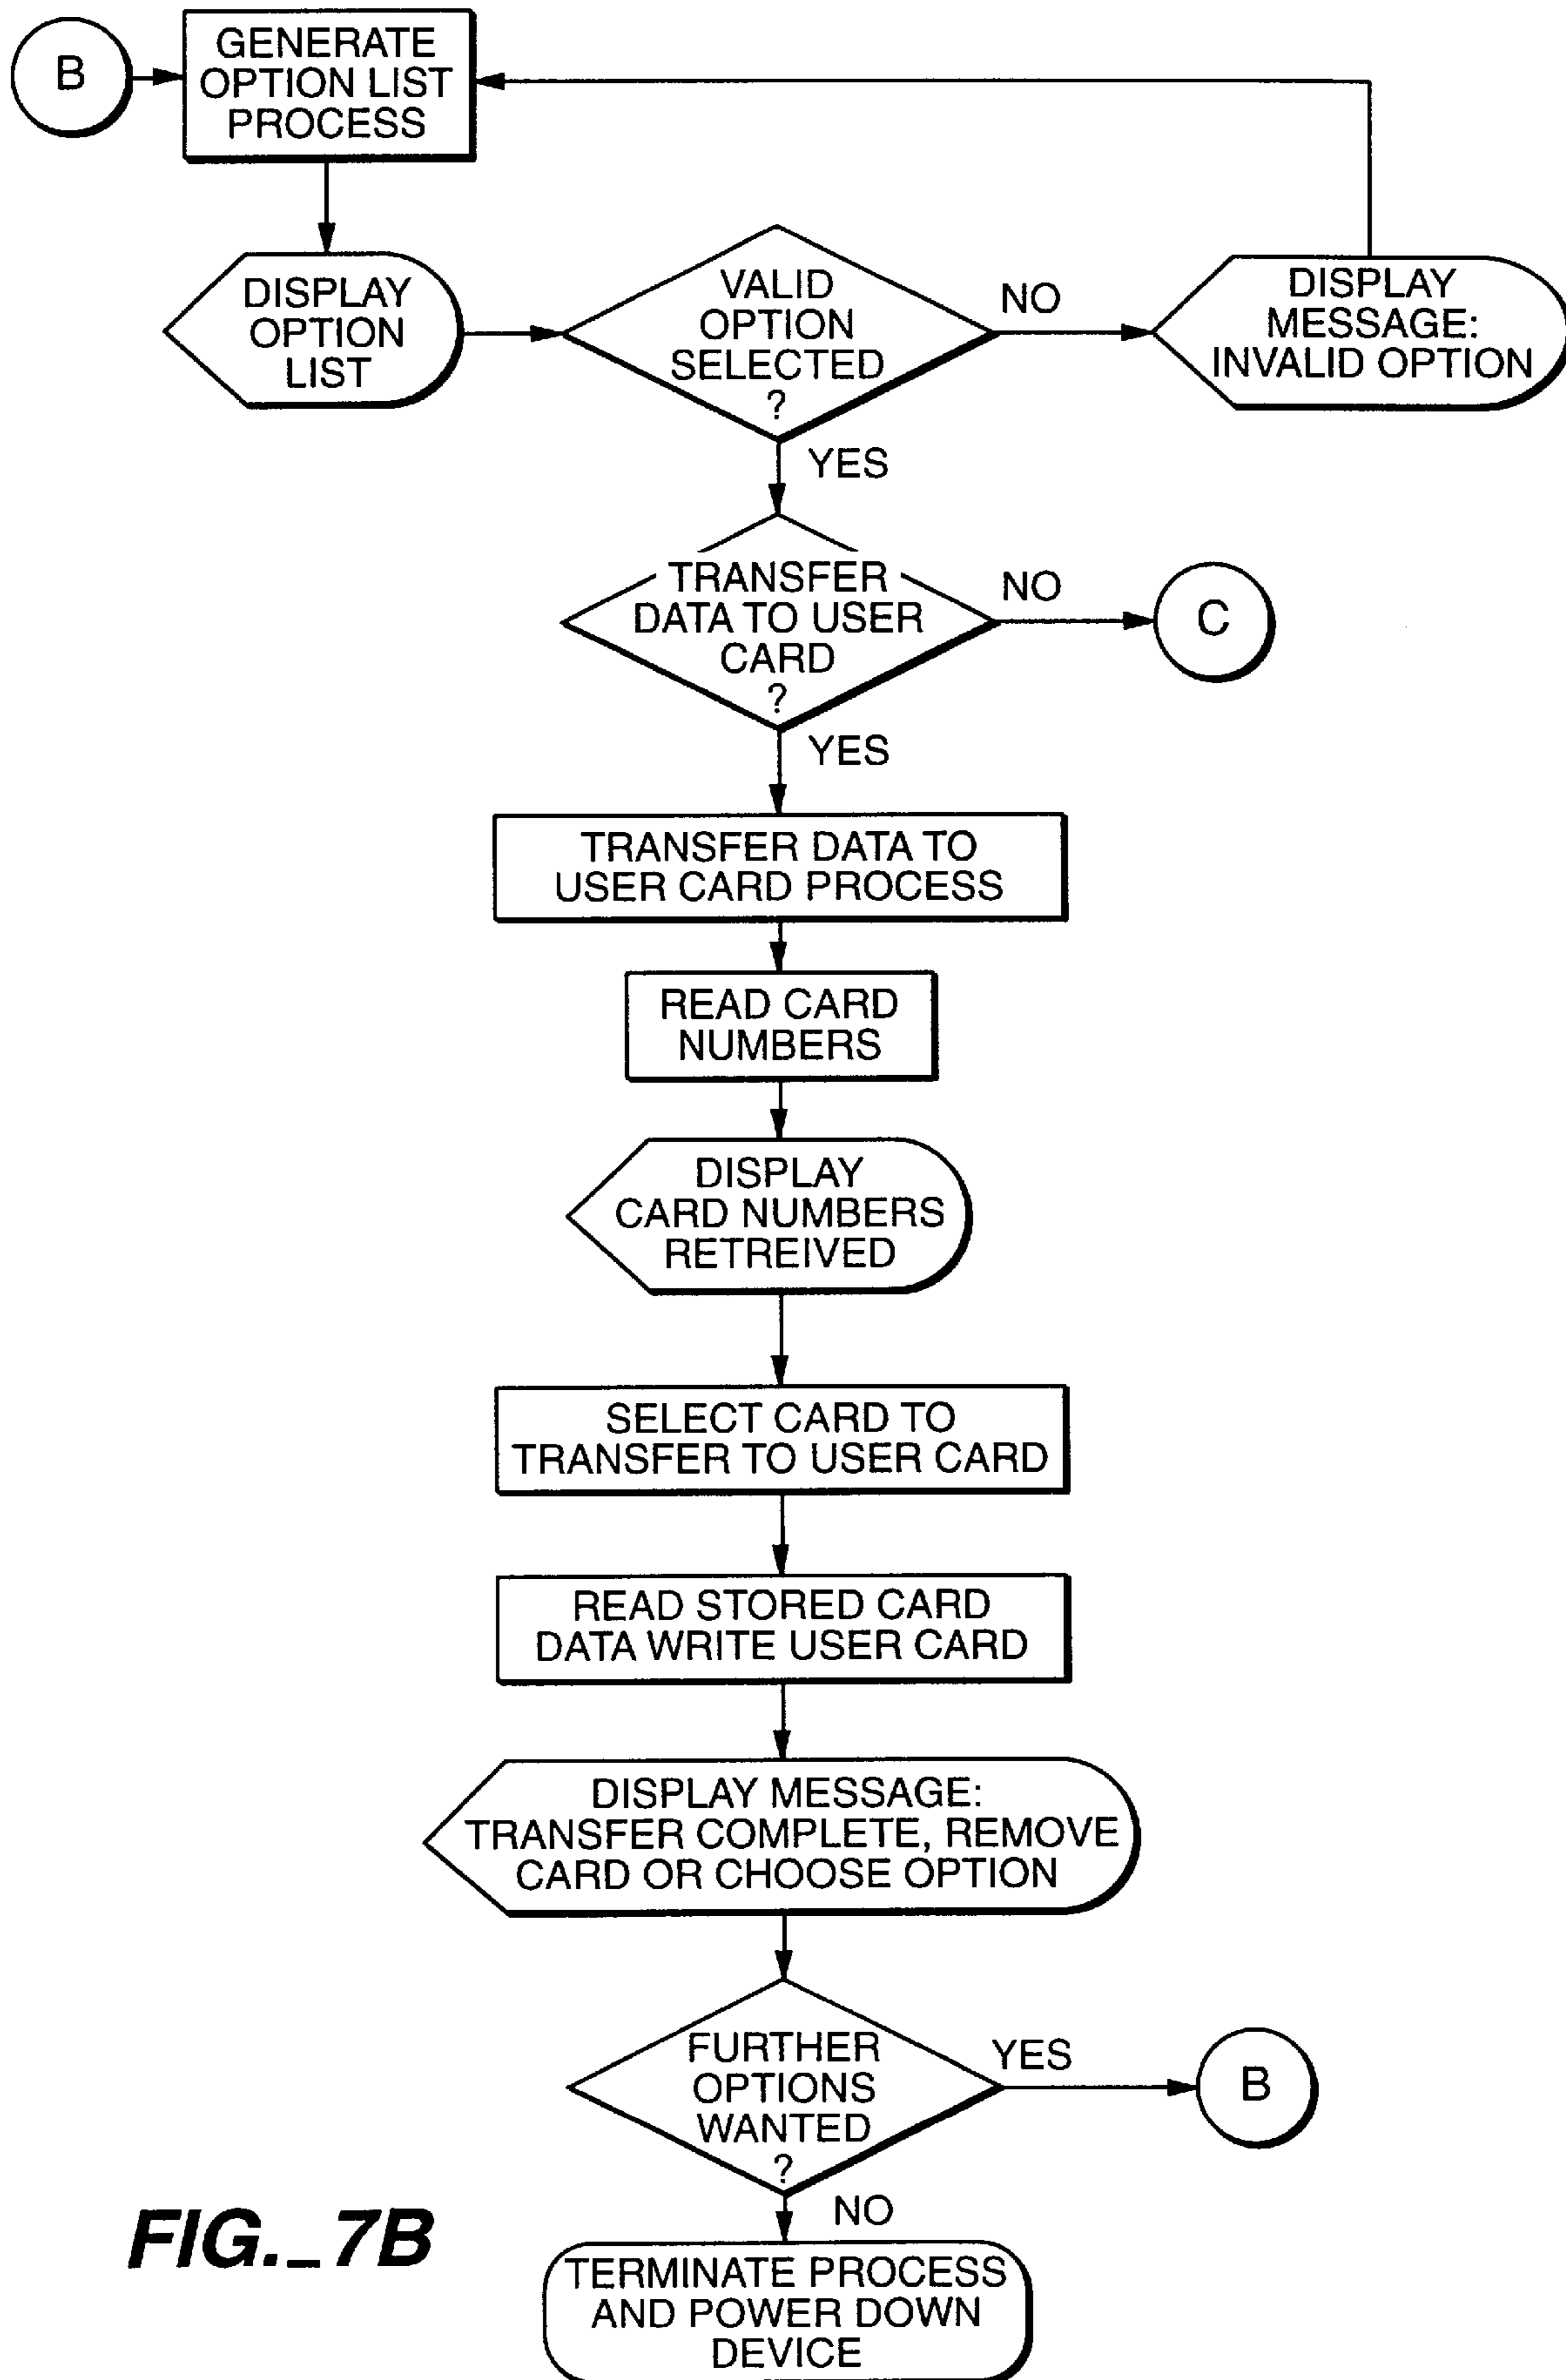 B
GENERATE
OPTION LIST
PROCESS
DISPLAY
OPTION
LIST
VALID
OPTION
SELECTED
?
NO
DISPLAY
MESSAGE:
INVALID OPTION
YES
TRANSFER
DATA TO USER
CARD
?
NO
C
YES
TRANSFER DATA TO
USER CARD PROCESS
READ CARD
NUMBERS
DISPLAY
CARD NUMBERS
RETREIVED
SELECT CARD TO
TRANSFER TO USER CARD
READ STORED CARD
DATA WRITE USER CARD
DISPLAY MESSAGE:
TRANSFER COMPLETE, REMOVE
CARD OR CHOOSE OPTION
FURTHER
OPTIONS
WANTED
?
YES
B
NO
TERMINATE PROCESS
AND POWER DOWN
DEVICE
FIG._7B